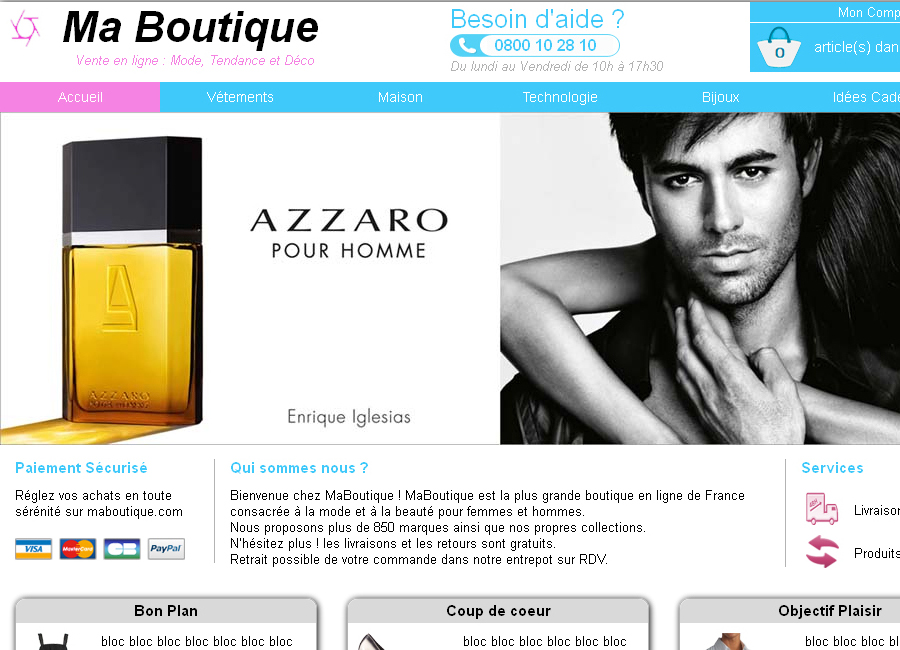 Ma Boutique
Vente en ligne : Mode, Tendance et Déco
Besoin d'aide ?
0800 10 28 10
Du lundi au Vendredi de 10h à 17h30
Mon Comp
0
article(s) dan
Accueil
Vétements
Maison
Technologie
Bijoux
Idées Cade
AZZARO
POUR HOMME
AZZARO
POUR HOMME
Enrique Iglesias
Paiement Sécurisé
Réglez vos achats en toute
sérénité sur maboutique.com
VISA
MasterCard
CB
PayPal
Qui sommes nous ?
Bienvenue chez MaBoutique ! MaBoutique est la plus grande boutique en ligne de France
consacrée à la mode et à la beauté pour femmes et hommes.
Nous proposons plus de 850 marques ainsi que nos propres collections.
N'hésitez plus ! les livraisons et les retours sont gratuits.
Retrait possible de votre commande dans notre entrepot sur RDV.
Services
Livraison
Produits
Bon Plan
bloc bloc bloc bloc bloc bloc bloc
Coup de coeur
bloc bloc bloc bloc bloc bloc
Objectif Plaisir
bloc bloc bloc bl